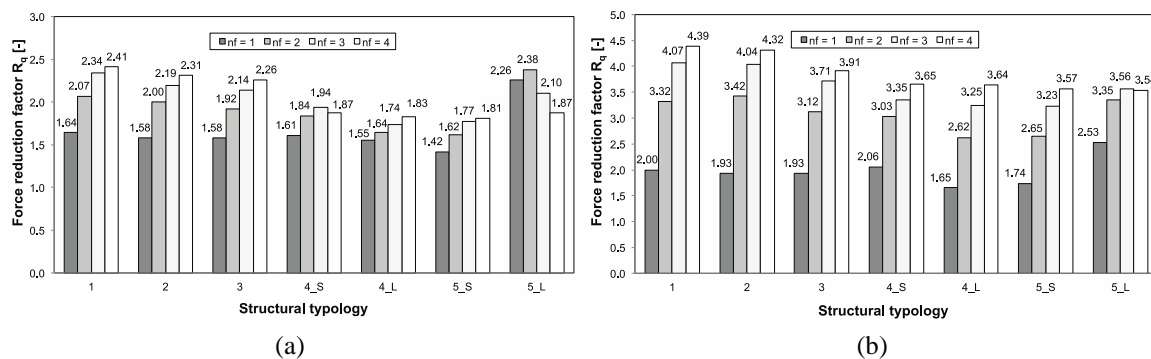 3.0
2.5
2.0
1.5
1.0
0.5
0.0
Force reduction factor Rq [-]
nf = 1 nf = 2 nf = 3 nf = 4
1.64 2.07 2.34 2.41
1.58 2.00 2.19 2.31
1.58 1.92 2.14 2.26
1.61 1.84 1.94 1.87
1.55 1.64 1.74 1.83
1.42 1.62 1.77 1.81
2.26 2.38 2.10 1.87
1 2 3 4_S 4_L 5_S 5_L
Structural typology
(a)
5.0
4.5
4.0
3.5
3.0
2.5
2.0
1.5
1.0
0.5
0.0
Force reduction factor Rq [-]
nf = 1 nf = 2 nf = 3 nf = 4
2.00 3.32 4.07 4.39
1.93 3.42 4.04 4.32
1.93 3.12 3.71 3.91
2.06 3.03 3.35 3.65
1.65 2.62 3.25 3.64
1.74 2.65 3.23 3.57
2.53 3.35 3.56
1 2 3 4_S 4_L 5_S 5_L
Structural typology
(b)